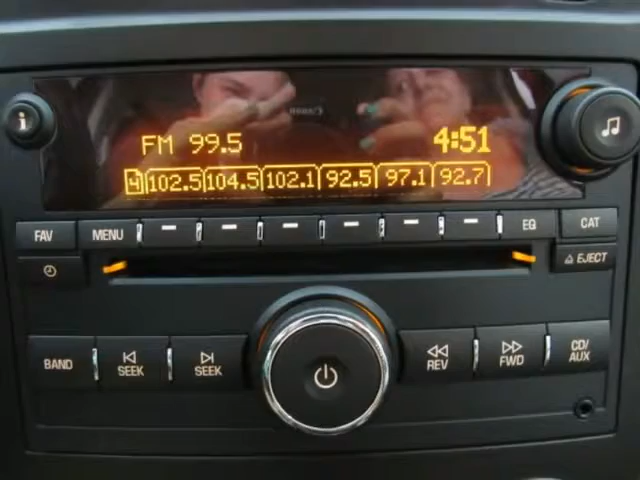 FM 99.5 4:51
4 102.5 104.5 102.1 92.5 97.1 92.7
i
FAV MENU EQ CAT
EJECT
BAND SEEK SEEK REV FWD CD/
AUX